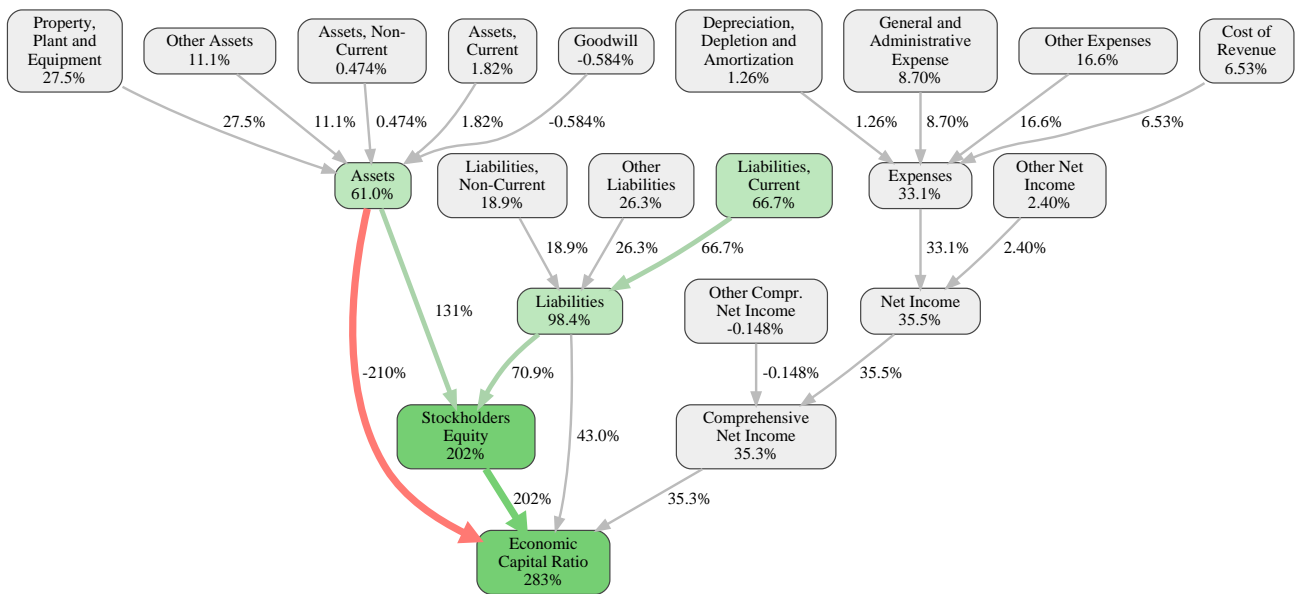 Property,
Plant and
Equipment
27.5%
Other Assets
11.1%
Assets, Non-
Current
0.474%
Assets,
Current
1.82%
Goodwill
-0.584%
Depreciation,
Depletion and
Amortization
1.26%
General and
Administrative
Expense
8.70%
Other Expenses
16.6%
Cost of
Revenue
6.53%
27.5%
11.1%
0.474%
1.82%
-0.584%
1.26%
8.70%
16.6%
6.53%
Assets
61.0%
Liabilities,
Non-Current
18.9%
Other
Liabilities
26.3%
Liabilities,
Current
66.7%
Expenses
33.1%
Other Net
Income
2.40%
18.9%
26.3%
66.7%
33.1%
2.40%
Liabilities
98.4%
Other Compr.
Net Income
-0.148%
Net Income
35.5%
131%
-210%
70.9%
-0.148%
35.5%
Stockholders
Equity
202%
43.0%
Comprehensive
Net Income
35.3%
202%
35.3%
Economic
Capital Ratio
283%